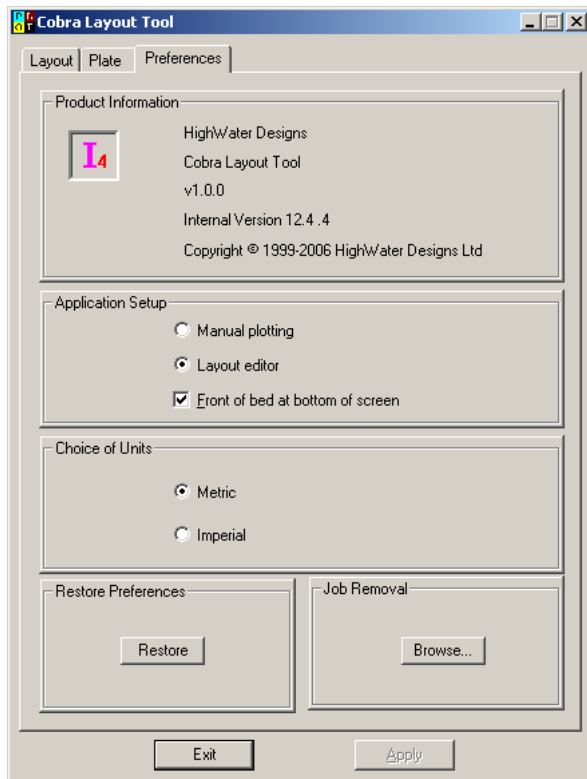 Cobra Layout Tool
Layout Plate Preferences
Product Information
I4
HighWater Designs
Cobra Layout Tool
v1.0.0
Internal Version 12.4 .4
Copyright © 1999-2006 HighWater Designs Ltd
Application Setup
Manual plotting
Layout editor
Front of bed at bottom of screen
Choice of Units
Metric
Imperial
Restore Preferences
Restore
Job Removal
Browse...
Exit
Apply